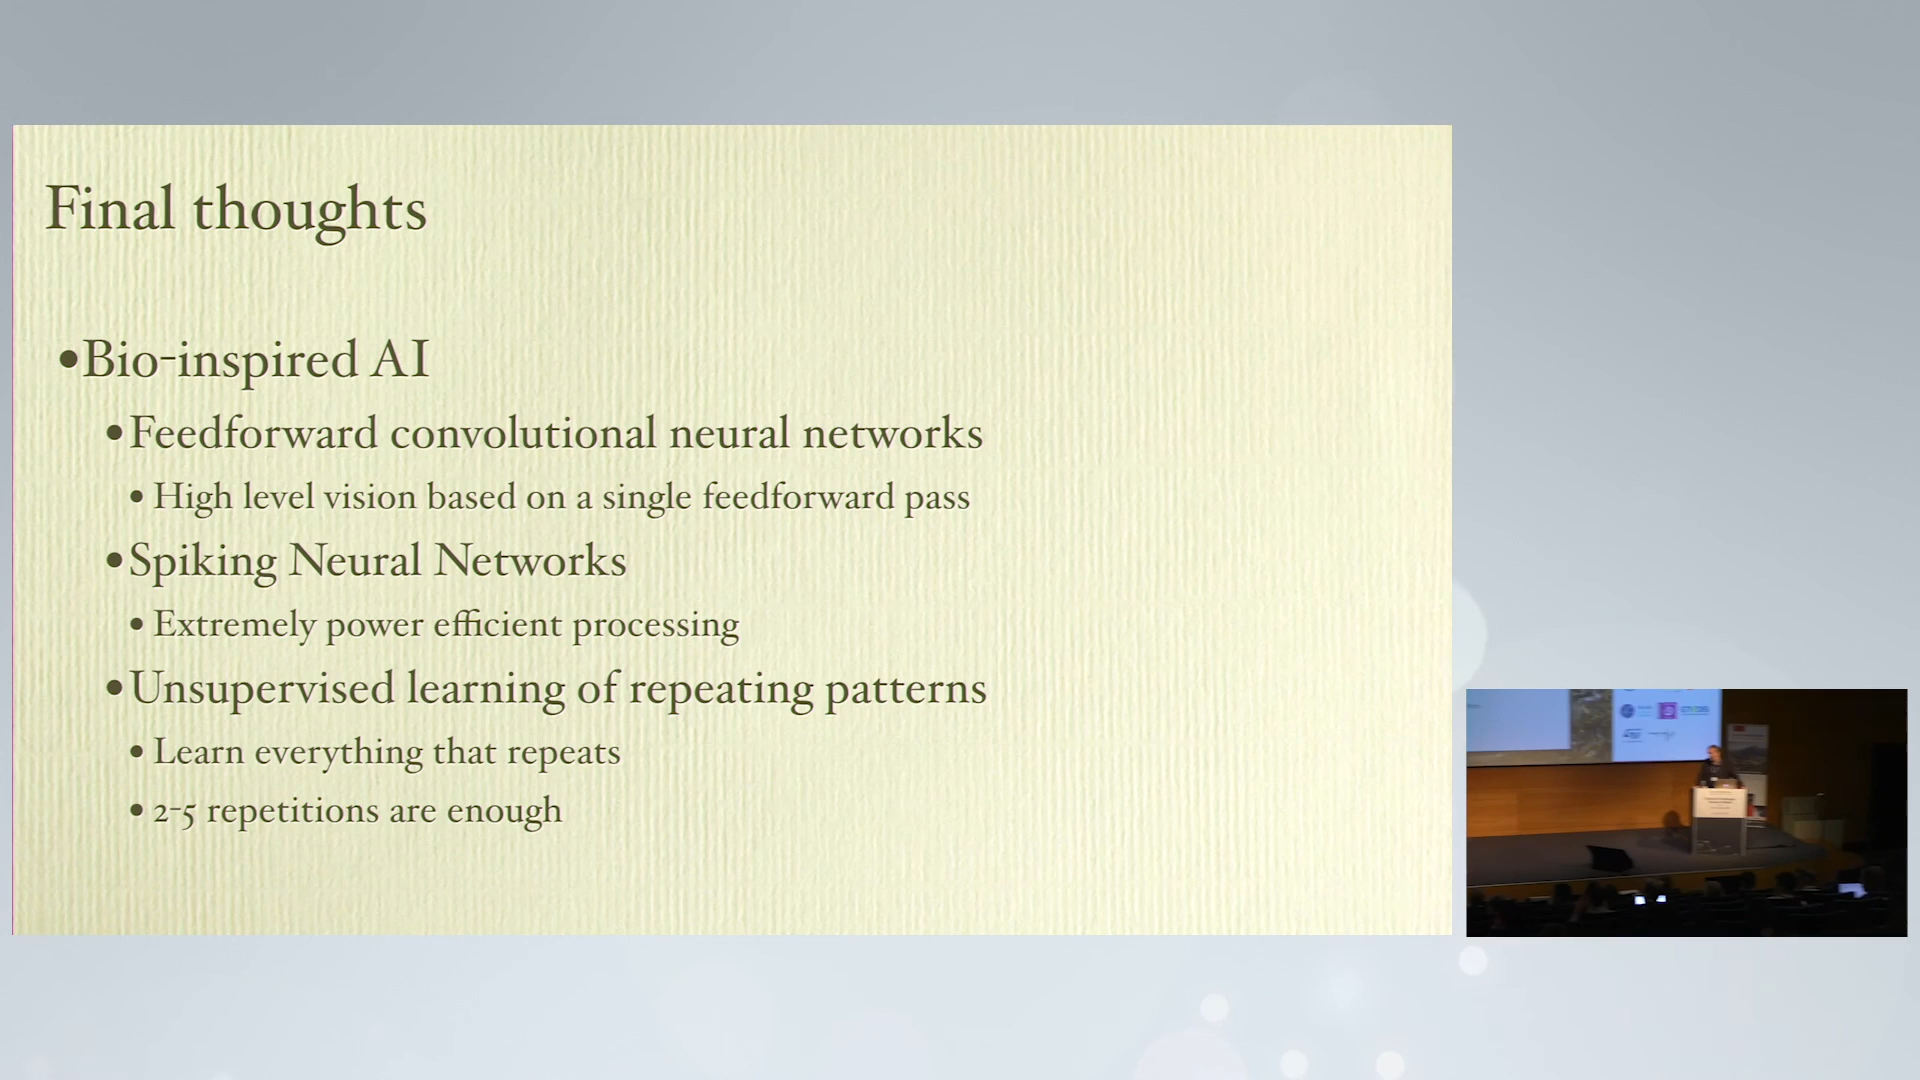 Final thoughts
•Bio-inspired AI
•Feedforward convolutional neural networks
• High level vision based on a single feedforward pass
•Spiking Neural Networks
• Extremely power efficient processing
•Unsupervised learning of repeating patterns
• Learn everything that repeats
• 2-5 repetitions are enough